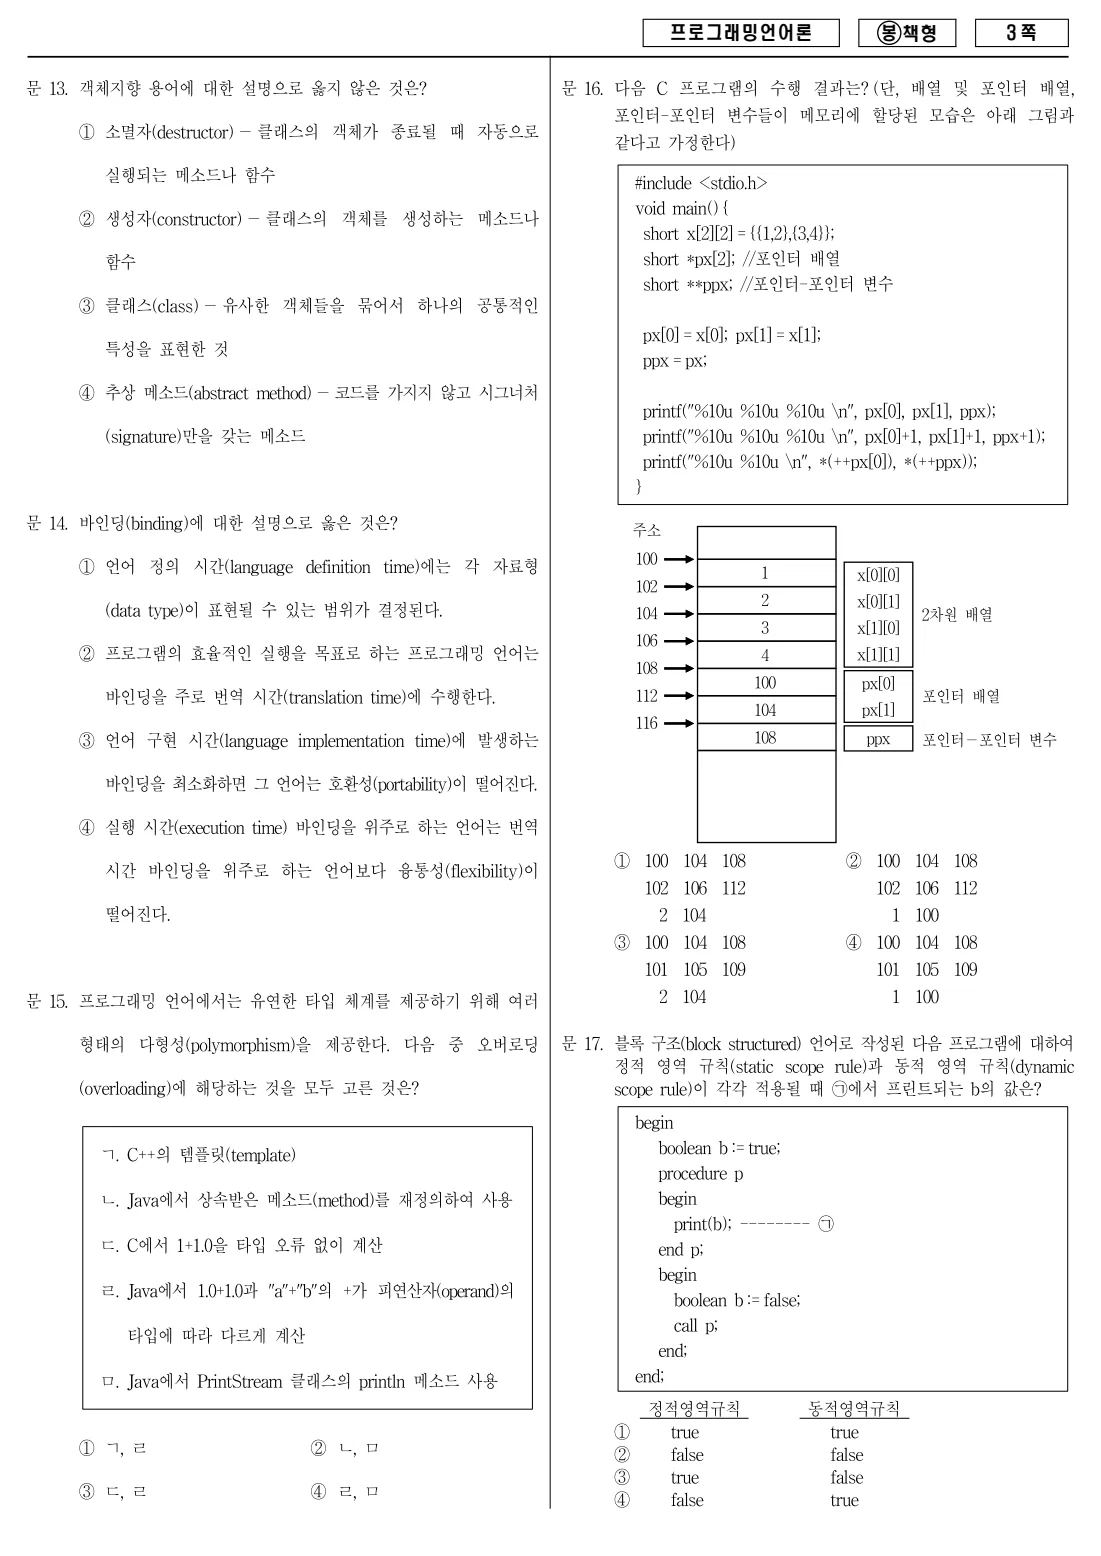 프로그래밍언어론 봉책형 3쪽
문 13. 객체지향 용어에 대한 설명으로 옳지 않은 것은?
① 소멸자(destructor) – 클래스의 객체가 종료될 때 자동으로
실행되는 메소드나 함수
② 생성자(constructor) – 클래스의 객체를 생성하는 메소드나
함수
③ 클래스(class) – 유사한 객체들을 묶어서 하나의 공통적인
특성을 표현한 것
④ 추상 메소드(abstract method) – 코드를 가지지 않고 시그너처
(signature)만을 갖는 메소드
문 14. 바인딩(binding)에 대한 설명으로 옳은 것은?
① 언어 정의 시간(language definition time)에는 각 자료형
(data type)이 표현될 수 있는 범위가 결정된다.
② 프로그램의 효율적인 실행을 목표로 하는 프로그래밍 언어는
바인딩을 주로 번역 시간(translation time)에 수행한다.
③ 언어 구현 시간(language implementation time)에 발생하는
바인딩을 최소화하면 그 언어는 호환성(portability)이 떨어진다.
④ 실행 시간(execution time) 바인딩을 위주로 하는 언어는 번역
시간 바인딩을 위주로 하는 언어보다 융통성(flexibility)이
떨어진다.
문 15. 프로그래밍 언어에서는 유연한 타입 체계를 제공하기 위해 여러
형태의 다형성(polymorphism)을 제공한다. 다음 중 오버로딩
(overloading)에 해당하는 것을 모두 고른 것은?
ㄱ. C++의 템플릿(template)
ㄴ. Java에서 상속받은 메소드(method)를 재정의하여 사용
ㄷ. C에서 1+1.0을 타입 오류 없이 계산
ㄹ. Java에서 1.0+1.0과 "a"+"b"의 +가 피연산자(operand)의
타입에 따라 다르게 계산
ㅁ. Java에서 PrintStream 클래스의 println 메소드 사용
① ㄱ, ㄹ ② ㄴ, ㅁ
③ ㄷ, ㄹ ④ ㄹ, ㅁ
문 16. 다음 C 프로그램의 수행 결과는? (단, 배열 및 포인터 배열,
포인터-포인터 변수들이 메모리에 할당된 모습은 아래 그림과
같다고 가정한다)
#include <stdio.h>
void main() {
short x[2][2] = {{1,2},{3,4}};
short *px[2]; //포인터 배열
short **ppx; //포인터-포인터 변수
px[0] = x[0]; px[1] = x[1];
ppx = px;
printf("%10u %10u %10u \n", px[0], px[1], ppx);
printf("%10u %10u %10u \n", px[0]+1, px[1]+1, ppx+1);
printf("%10u %10u \n", *(++px[0]), *(++ppx));
}
주소
100
1 x[0][0]
102
2 x[0][1]
104 2차원 배열
3 x[1][0]
106
4 x[1][1]
108
100 px[0]
112 포인터 배열
104 px[1]
116
108 ppx 포인터–포인터 변수
① 100 104 108 ② 100 104 108
102 106 112 102 106 112
2 104 1 100
③ 100 104 108 ④ 100 104 108
101 105 109 101 105 109
2 104 1 100
문 17. 블록 구조(block structured) 언어로 작성된 다음 프로그램에 대하여
정적 영역 규칙(static scope rule)과 동적 영역 규칙(dynamic
scope rule)이 각각 적용될 때 ㉠에서 프린트되는 b의 값은?
begin
boolean b := true;
procedure p
begin
print(b); -------- ㉠
end p;
begin
boolean b := false;
call p;
end;
end;
정적영역규칙 동적영역규칙
① true true
② false false
③ true false
④ false true